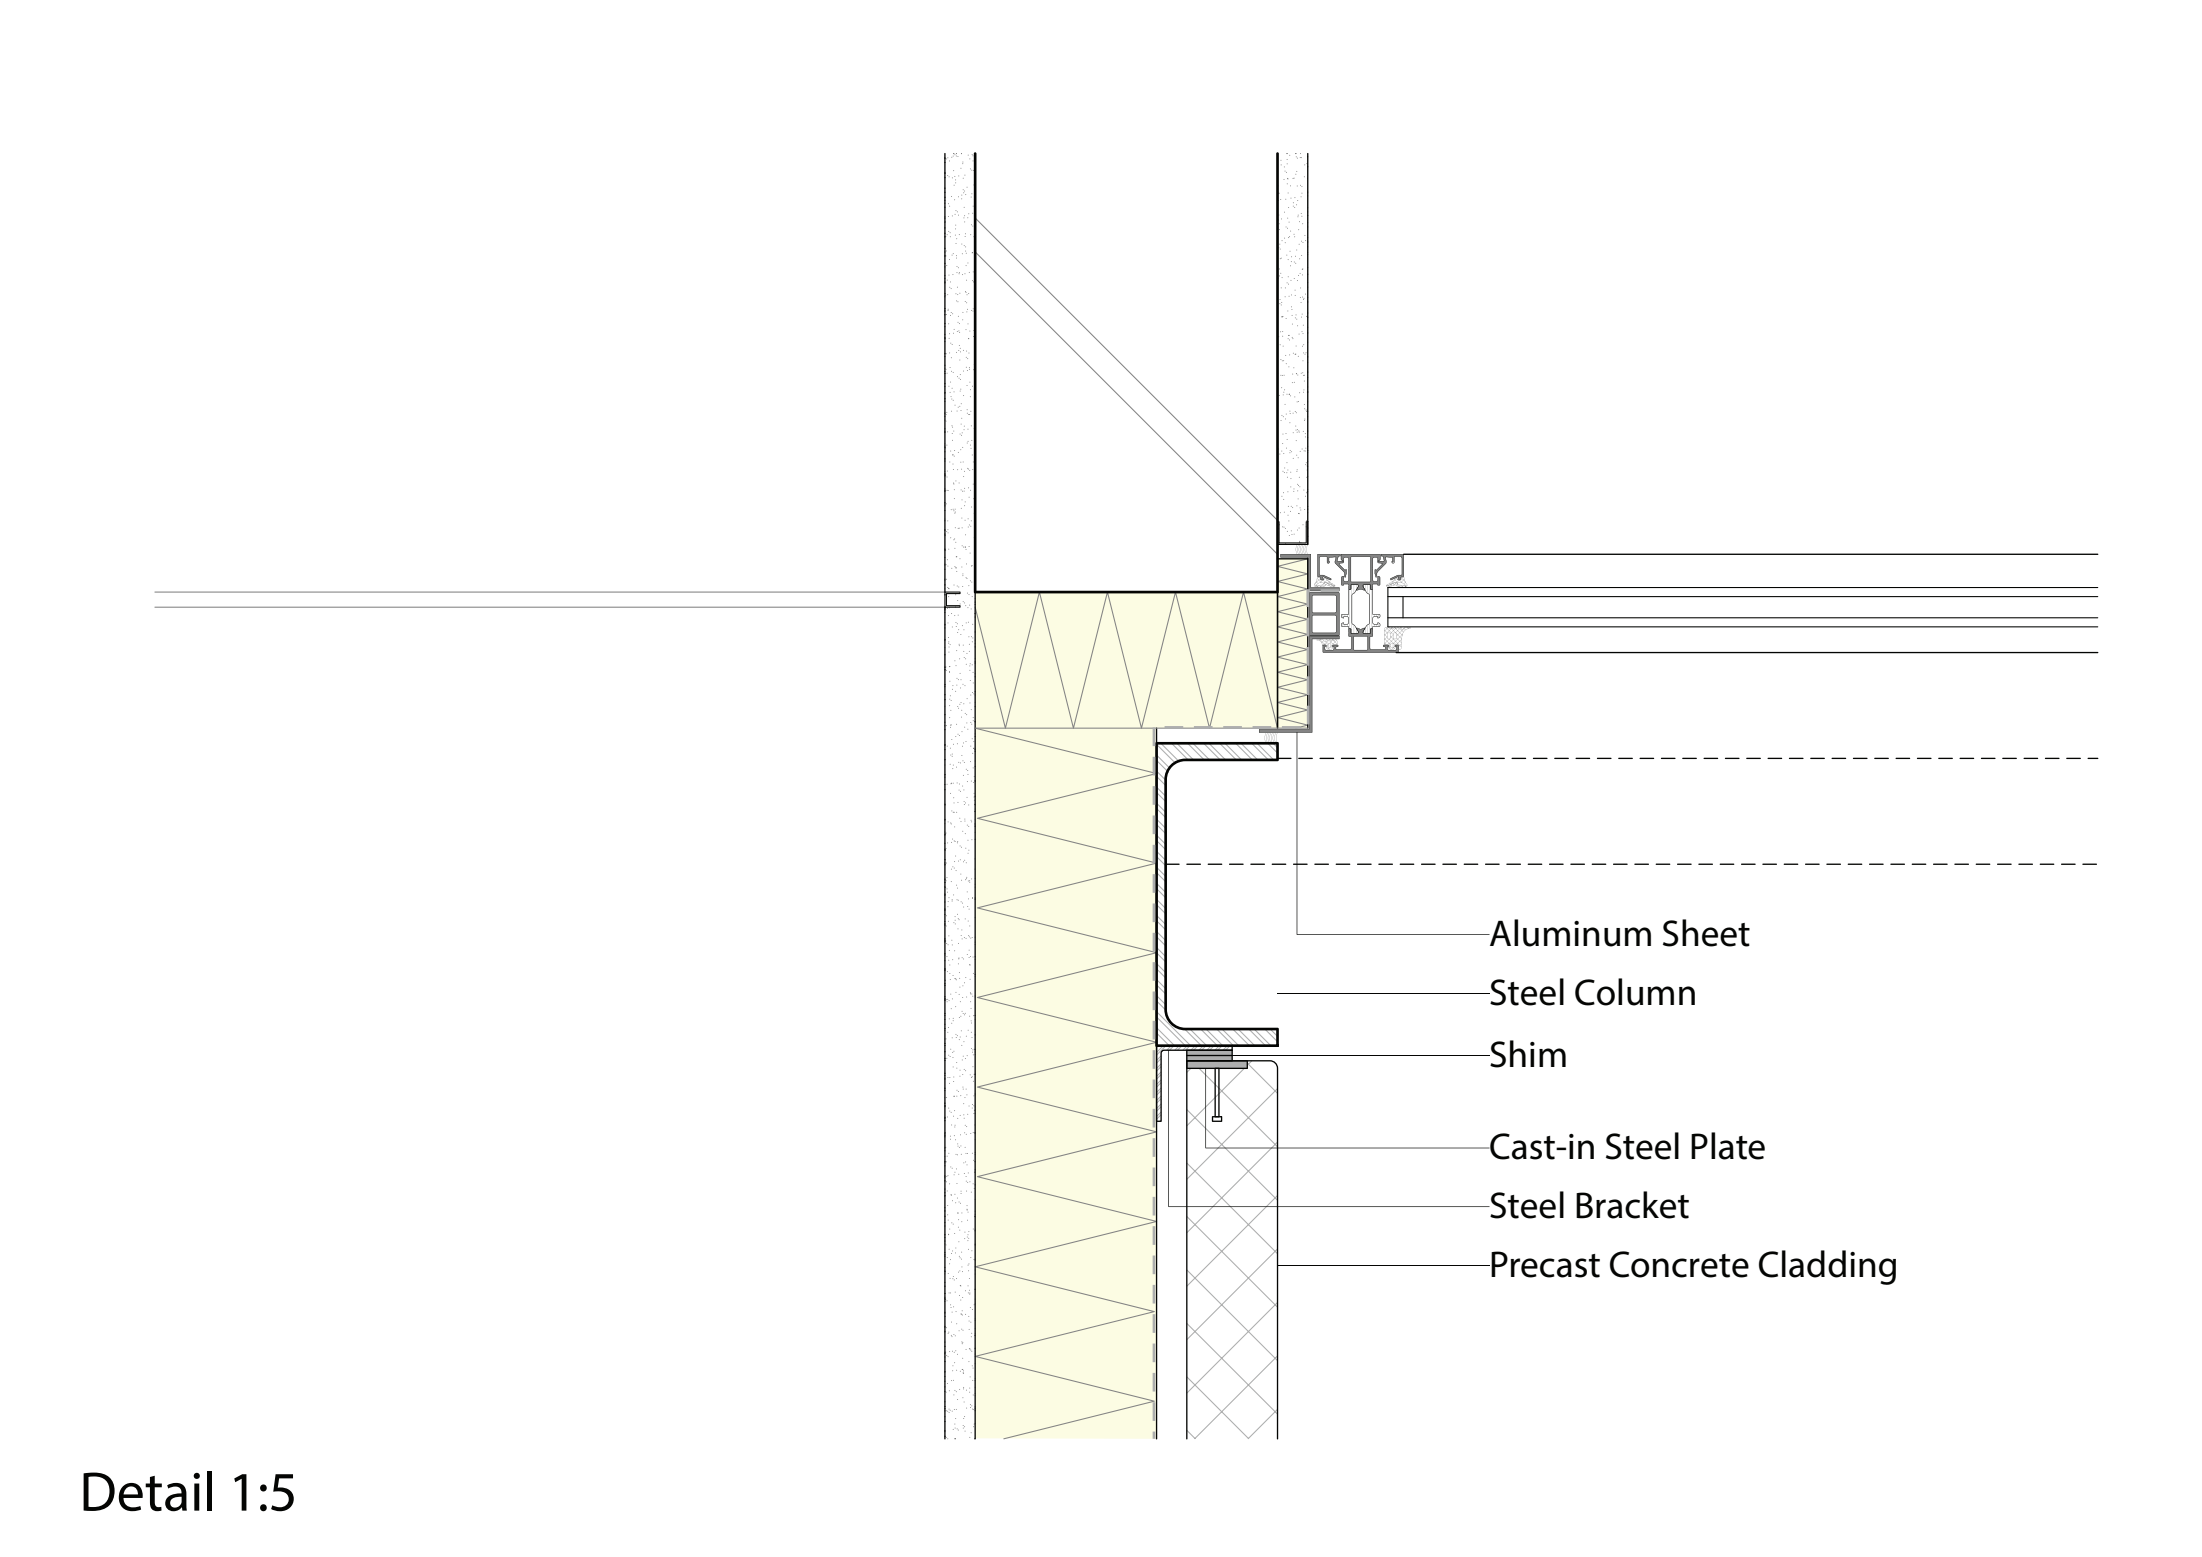 Aluminum Sheet
Steel Column
Shim
Cast-in Steel Plate
Steel Bracket
Precast Concrete Cladding
Detail 1:5